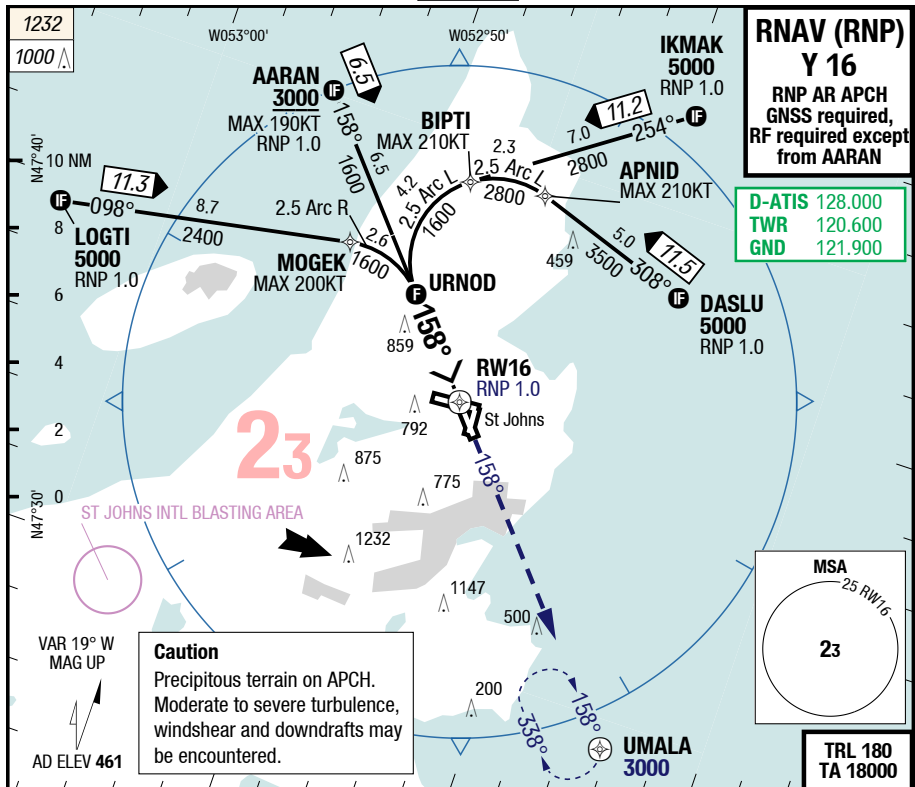 1232
1000
W053°00'
W052°50'
RNAV (RNP)
Y 16
RNP AR APCH
GNSS required,
RF required except
from AARAN
D-ATIS 128.000
TWR 120.600
GND 121.900
AARAN
3000
MAX 190KT
RNP 1.0
6.5
158°
6.5
1600
IKMAK
5000
RNP 1.0
11.2
254°
7.0
2800
BIPTI
MAX 210KT
2.3
2.5 Arc L
2800
4.2
2.5 Arc L
1600
APNID
MAX 210KT
N47°40'
10 NM
8
6
4
2
0
N47°30'
11.3
098°
8.7
2400
LOGTI
5000
RNP 1.0
2.5 Arc R
2.6
1600
MOGEK
MAX 200KT
459
5.0
3500
308°
11.5
DASLU
5000
RNP 1.0
URNOD
158°
859
RW16
RNP 1.0
St Johns
792
23
875
775
158°
ST JOHNS INTL BLASTING AREA
1232
1147
500
200
MSA
25 RW16
23
VAR 19° W
MAG UP
AD ELEV 461
Caution
Precipitous terrain on APCH.
Moderate to severe turbulence,
windshear and downdrafts may
be encountered.
158°
338°
UMALA
3000
TRL 180
TA 18000
IF
IF
IF
IF
F